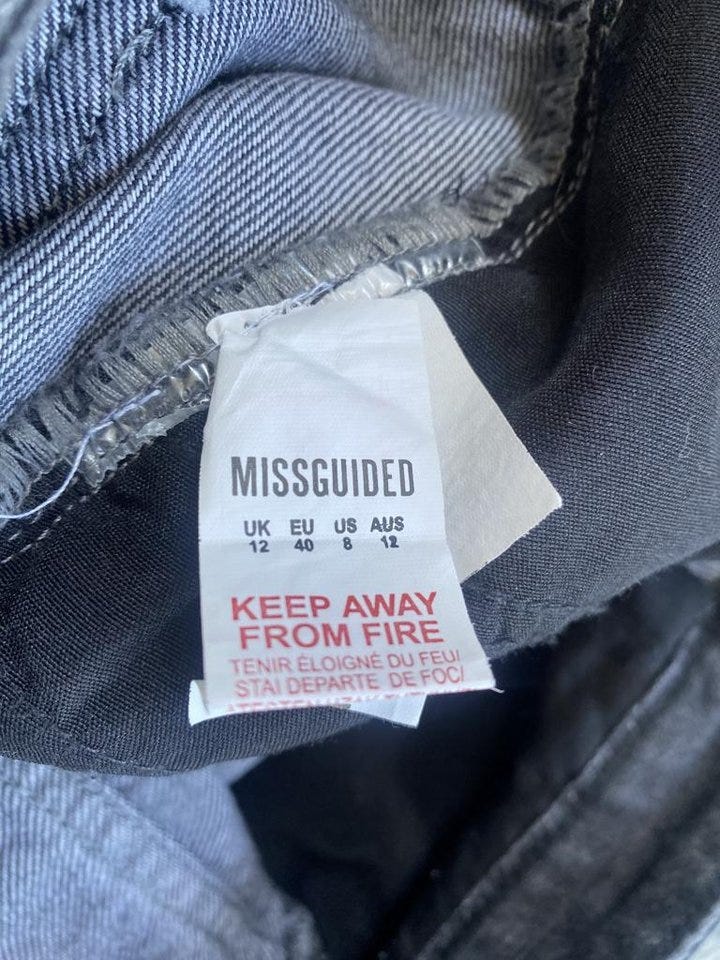 MISSGUIDED
UK EU US AUS
12 40 8 12
KEEP AWAY
FROM FIRE
TENIR ÉLOIGNÉ DU FEU/
STAI DEPARTE DE FOC/